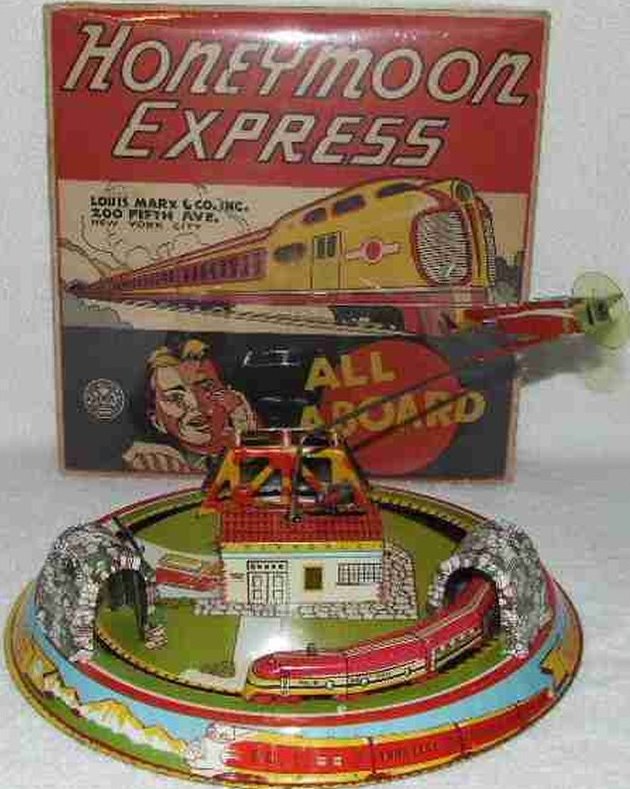 HONEYMOON
EXPRESS
LOUIS MARX & CO. INC.
200 FIFTH AVE.
NEW YORK CITY
ALL
ABOARD